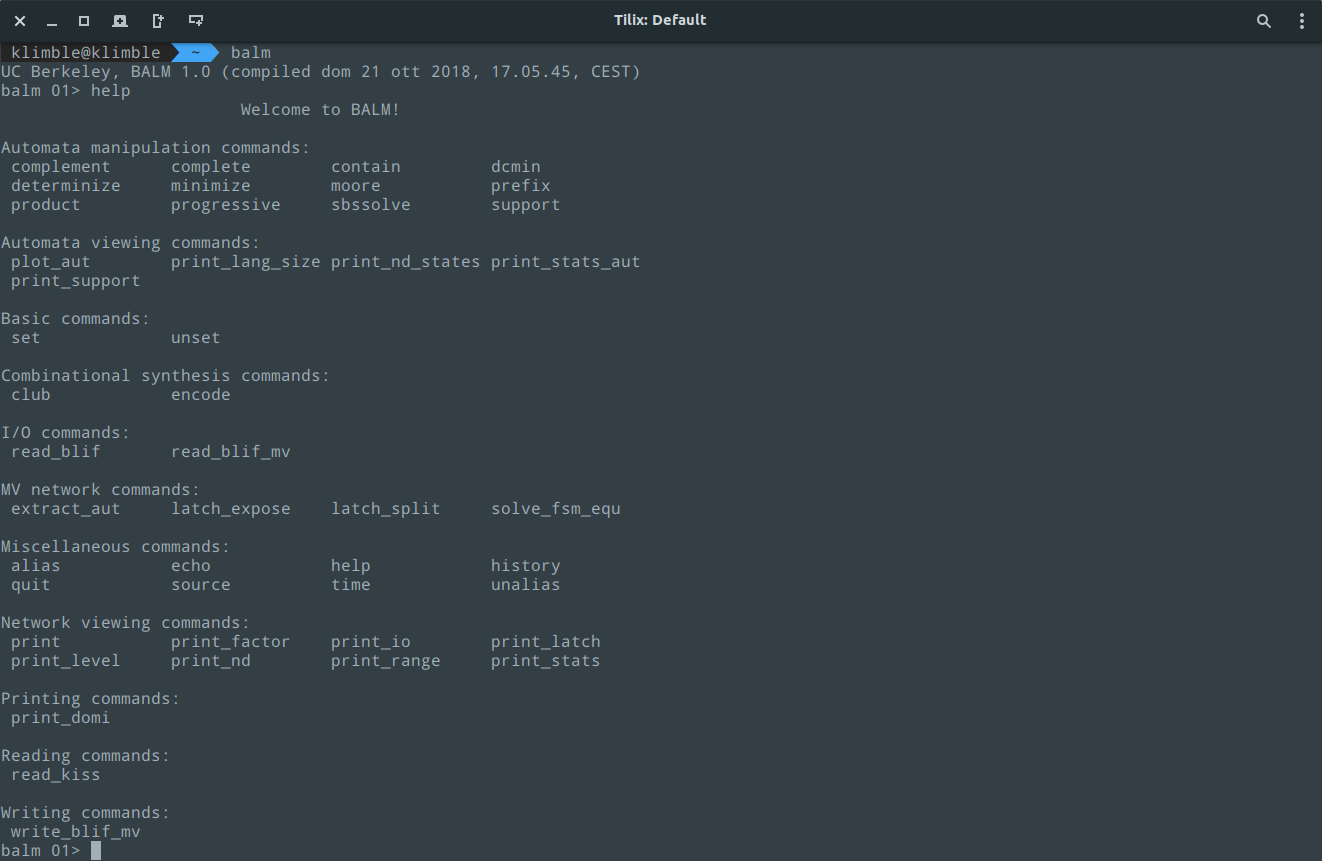 Tilix: Default
klimble@klimble ~ balm
UC Berkeley, BALM 1.0 (compiled dom 21 ott 2018, 17.05.45, CEST)
balm 01> help
Welcome to BALM!
Automata manipulation commands:
complement complete contain dcmin
determinize minimize moore prefix
product progressive sbssolve support
Automata viewing commands:
plot_aut print_lang_size print_nd_states print_stats_aut
print_support
Basic commands:
set unset
Combinational synthesis commands:
club encode
I/O commands:
read_blif read_blif_mv
MV network commands:
extract_aut latch_expose latch_split solve_fsm_equ
Miscellaneous commands:
alias echo help history
quit source time unalias
Network viewing commands:
print print_factor print_io print_latch
print_level print_nd print_range print_stats
Printing commands:
print_domi
Reading commands:
read_kiss
Writing commands:
write_blif_mv
balm 01>